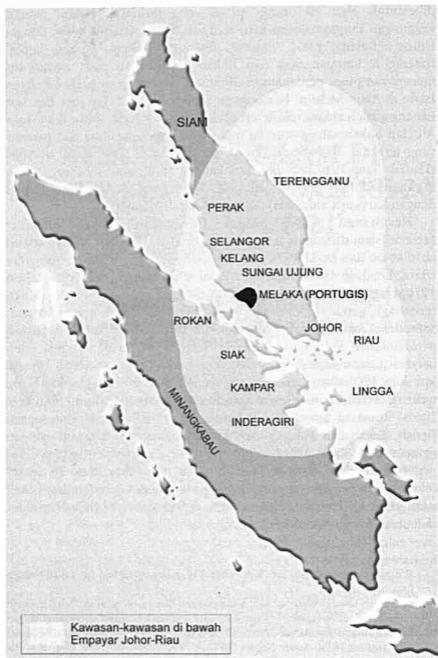 SIAM
TERENGGANU
PERAK
SELANGOR
KELANG
SUNGAI UJUNG
MELAKA (PORTUGIS)
ROKAN
JOHOR
RIAU
SIAK
KAMPAR
LINGGA
MINANGKABAU
INDERAGIRI
Kawasan-kawasan di bawah
Empayar Johor-Riau